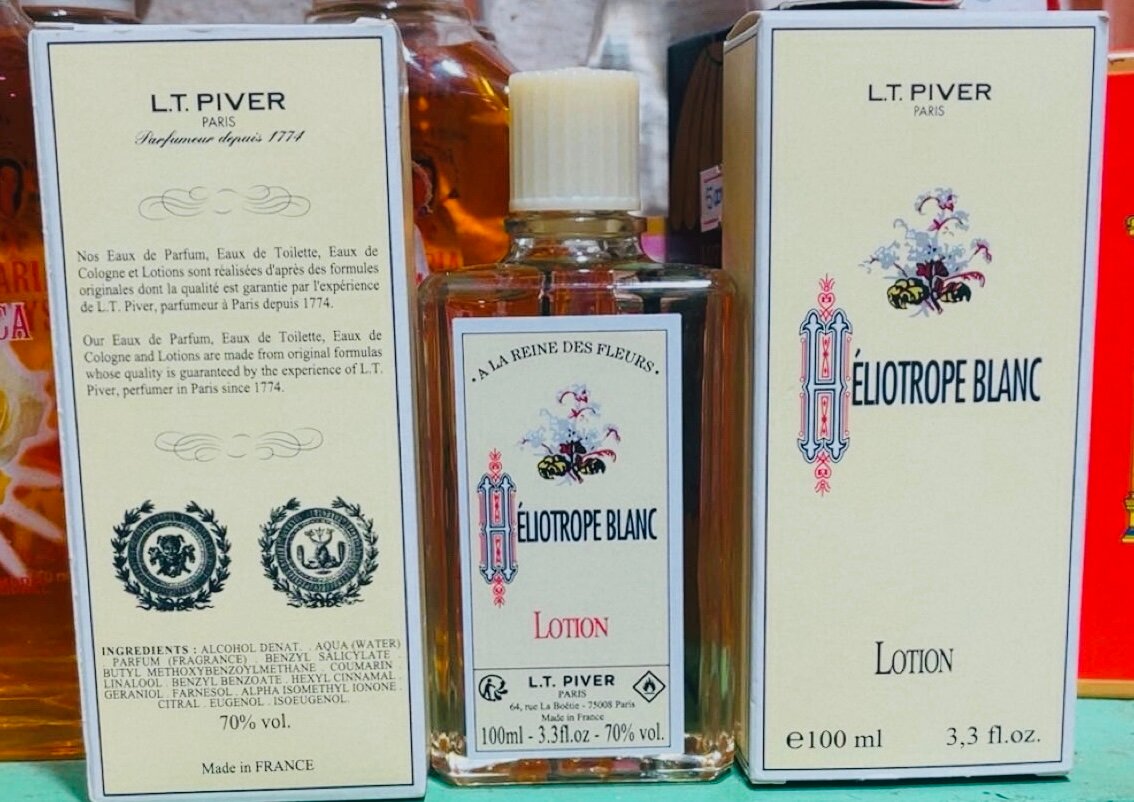 L.T. PIVER
PARIS
Parfumeur depuis 1774
Nos Eaux de Parfum, Eaux de Toilette, Eaux de
Cologne et Lotions sont réalisées d'après des formules
originales dont la qualité est garantie par l'expérience
de L.T. Piver, parfumeur à Paris depuis 1774.
Our Eaux de Parfum, Eaux de Toilette, Eaux de
Cologne and Lotions are made from original formulas
whose quality is guaranteed by the experience of L.T.
Piver, perfumer in Paris since 1774.
INGREDIENTS : ALCOHOL DENAT. . AQUA (WATER)
PARFUM (FRAGRANCE) . BENZYL SALICYLATE .
BUTYL METHOXYBENZOYLMETHANE . COUMARIN
LINALOOL . BENZYL BENZOATE . HEXYL CINNAMAL .
GERANIOL . FARNESOL . ALPHA ISOMETHYL IONONE .
CITRAL . EUGENOL . ISOEUGENOL.
70% vol.
Made in FRANCE
· A LA REINE DES FLEURS ·
HÉLIOTROPE BLANC
LOTION
L.T. PIVER
PARIS
64, rue La Boëtie - 75008 Paris
Made in France
100ml - 3.3fl.oz - 70% vol.
L.T. PIVER
PARIS
HÉLIOTROPE BLANC
LOTION
℮100 ml 3,3 fl.oz.
CA